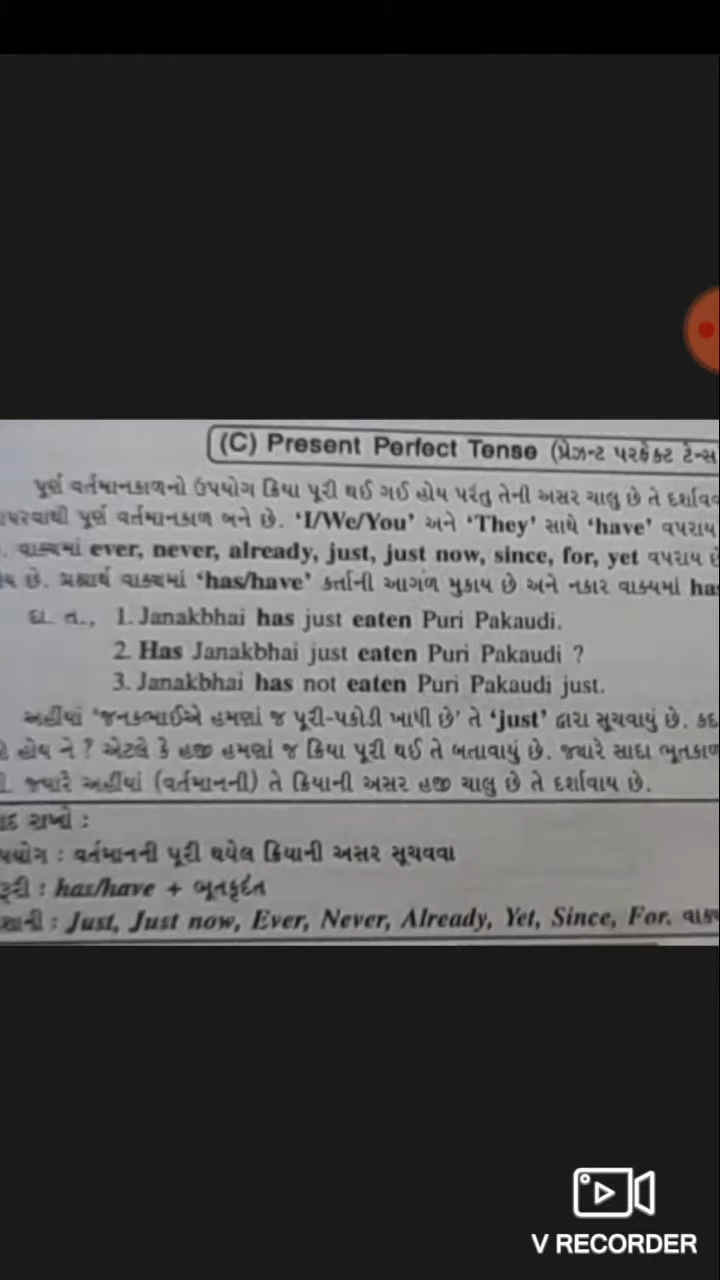 (C) Present Perfect Tense (પ્રેઝન્ટ પરફેક્ટ ટેન્સ
પૂર્ણ વર્તમાનકાળનો ઉપયોગ ક્રિયા પૂરી થઈ ગઈ હોય પરંતુ તેની અસર ચાલુ છે તે
વાપરવાથી પૂર્ણ વર્તમાનકાળ બને છે. ‘I/We/You’ અને ‘They’ સાથે ‘have’ વપરાય
વાક્યમાં ever, never, already, just, just now, since, for, yet વપરાય છે
છે. પ્રશ્નાર્થ વાક્યમાં ‘has/have’ કર્તાની આગળ મુકાય છે અને નકાર વાક્યમાં has
દા. ત., 1. Janakbhai has just eaten Puri Pakaudi.
2. Has Janakbhai just eaten Puri Pakaudi ?
3. Janakbhai has not eaten Puri Pakaudi just.
અહીંયાં ‘જનકભાઈએ હમણાં જ પૂરી-પકોડી ખાધી છે’ તે ‘just’ દ્વારા સૂચવાયું છે.
હોય ને ? એટલે કે હજી હમણાં જ ક્રિયા પૂરી થઈ તે બતાવાયું છે. જ્યારે સાદા ભૂતકાળ
જ્યારે અહીંયાં (વર્તમાનની) તે ક્રિયાની અસર હજી ચાલુ છે તે દર્શાવાય છે.
રાખો :
: વર્તમાનની પૂરી થયેલ ક્રિયાની અસર સૂચવવા
: has/have + ભૂતકૃદંત
: Just, Just now, Ever, Never, Already, Yet, Since, For.
V RECORDER